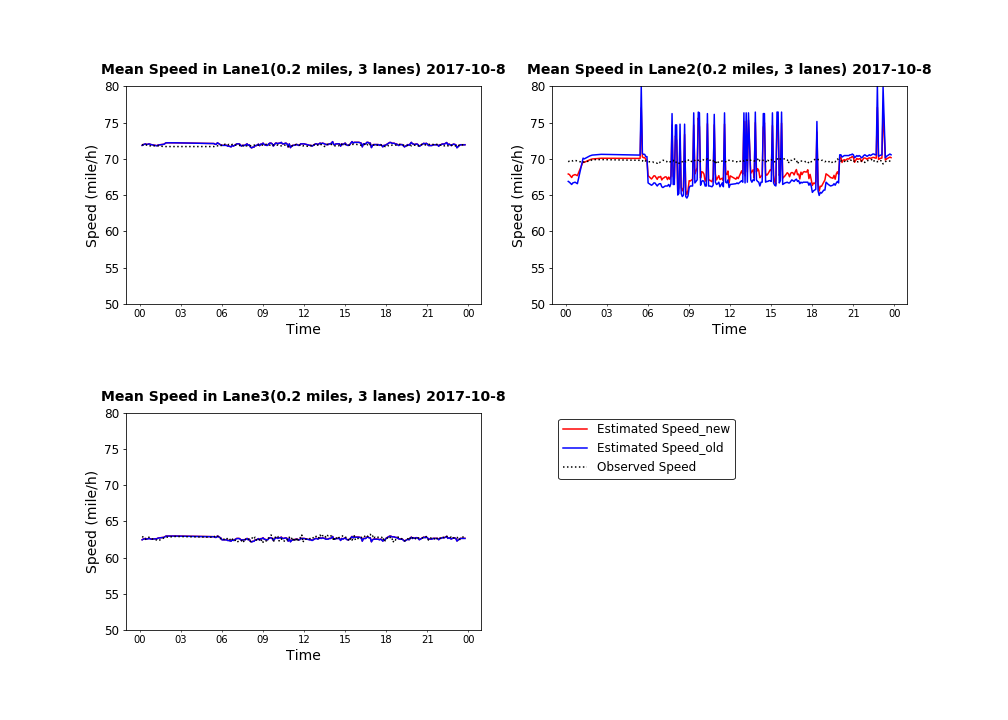 Mean Speed in Lane1(0.2 miles, 3 lanes) 2017-10-8
80
75
70
65
60
55
50
Speed (mile/h)
00 03 06 09 12 15 18 21 00
Time
Mean Speed in Lane2(0.2 miles, 3 lanes) 2017-10-8
80
75
70
65
60
55
50
Speed (mile/h)
00 03 06 09 12 15 18 21 00
Time
Mean Speed in Lane3(0.2 miles, 3 lanes) 2017-10-8
80
75
70
65
60
55
50
Speed (mile/h)
00 03 06 09 12 15 18 21 00
Time
Estimated Speed_new
Estimated Speed_old
Observed Speed